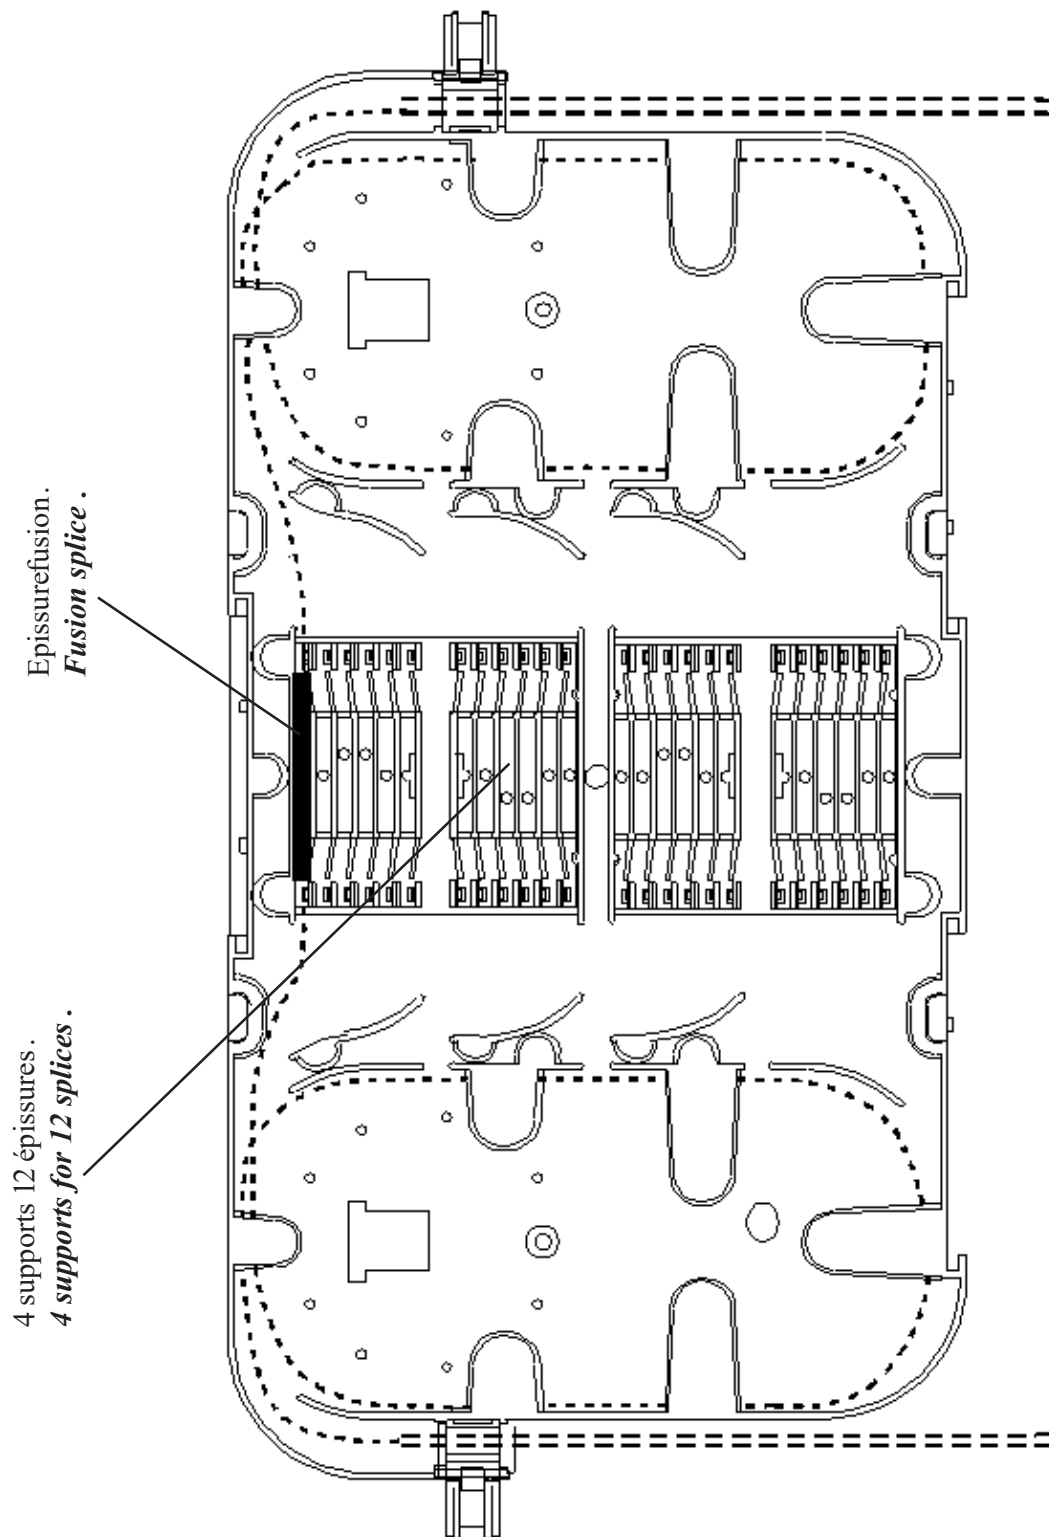 Epissurefusion.
Fusion splice.
4 supports 12 épissures.
4 supports for 12 splices.